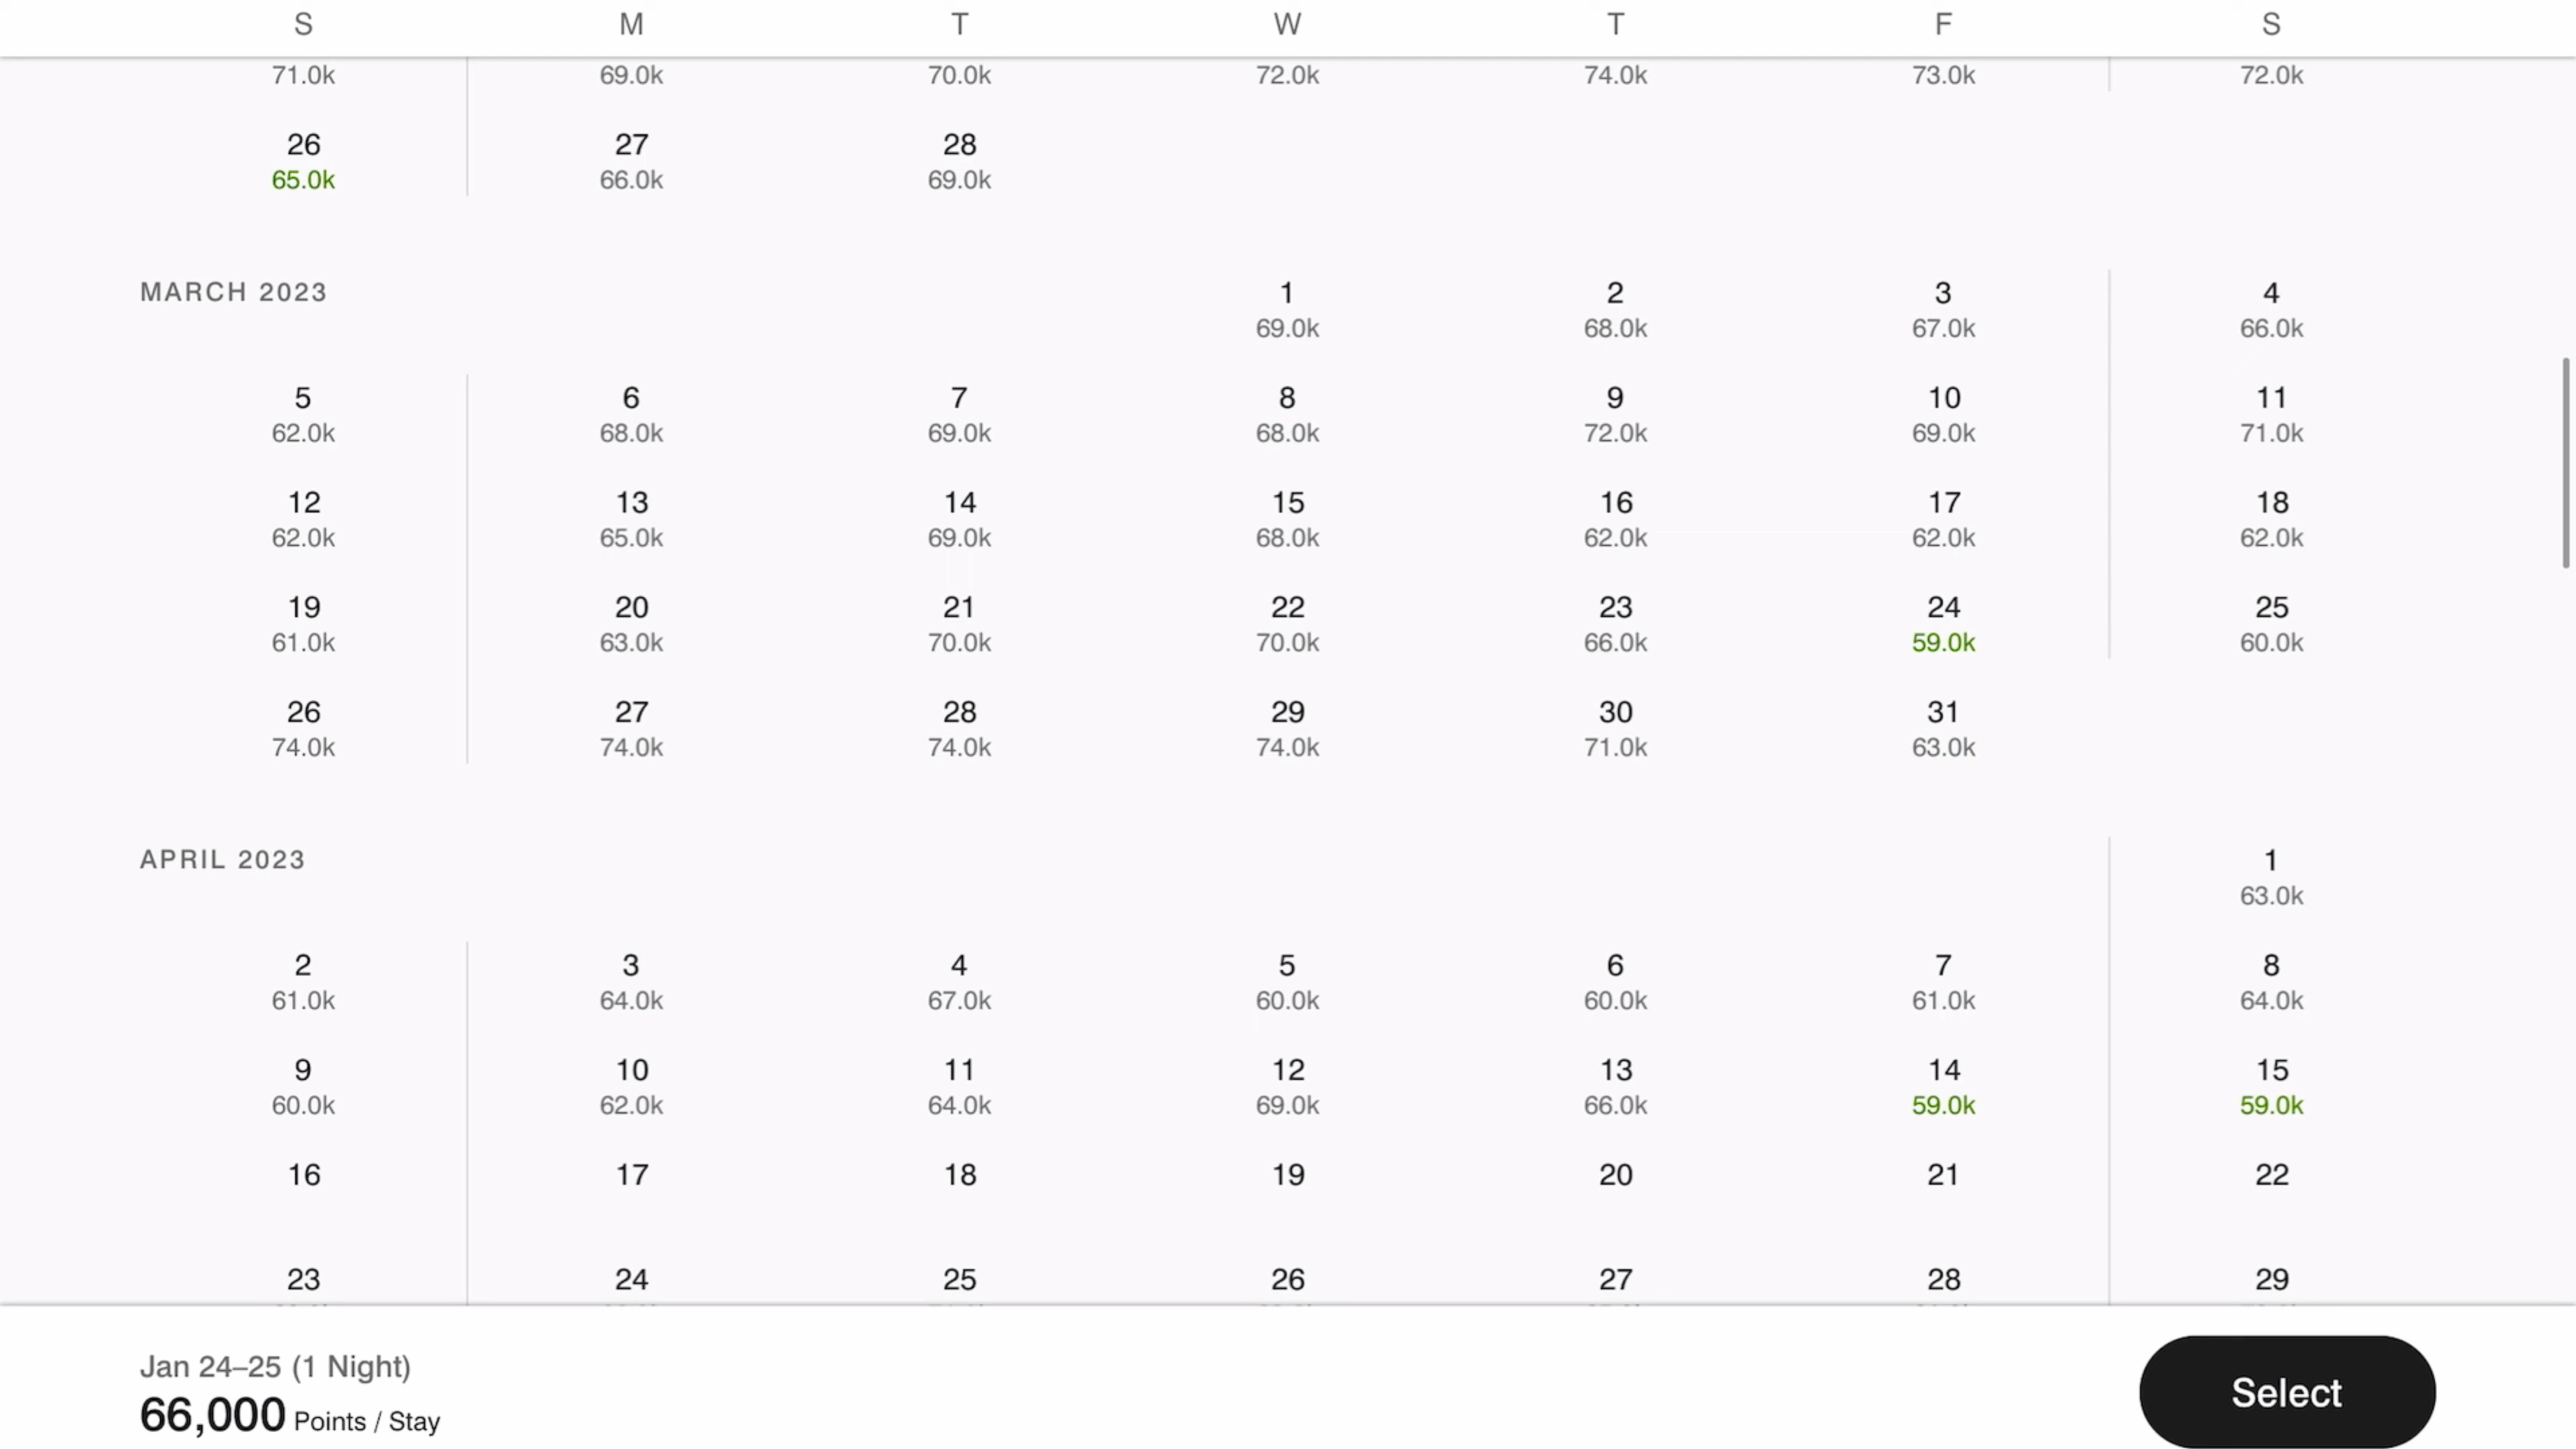 S M T W T F S
71.0k 69.0k 70.0k 72.0k 74.0k 73.0k 72.0k
26 27 28
65.0k 66.0k 69.0k
MARCH 2023 1 2 3 4
69.0k 68.0k 67.0k 66.0k
5 6 7 8 9 10 11
62.0k 68.0k 69.0k 68.0k 72.0k 69.0k 71.0k
12 13 14 15 16 17 18
62.0k 65.0k 69.0k 68.0k 62.0k 62.0k 62.0k
19 20 21 22 23 24 25
61.0k 63.0k 70.0k 70.0k 66.0k 59.0k 60.0k
26 27 28 29 30 31
74.0k 74.0k 74.0k 74.0k 71.0k 63.0k
APRIL 2023 1
63.0k
2 3 4 5 6 7 8
61.0k 64.0k 67.0k 60.0k 60.0k 61.0k 64.0k
9 10 11 12 13 14 15
60.0k 62.0k 64.0k 69.0k 66.0k 59.0k 59.0k
16 17 18 19 20 21 22
23 24 25 26 27 28 29
Jan 24–25 (1 Night)
66,000 Points / Stay
Select